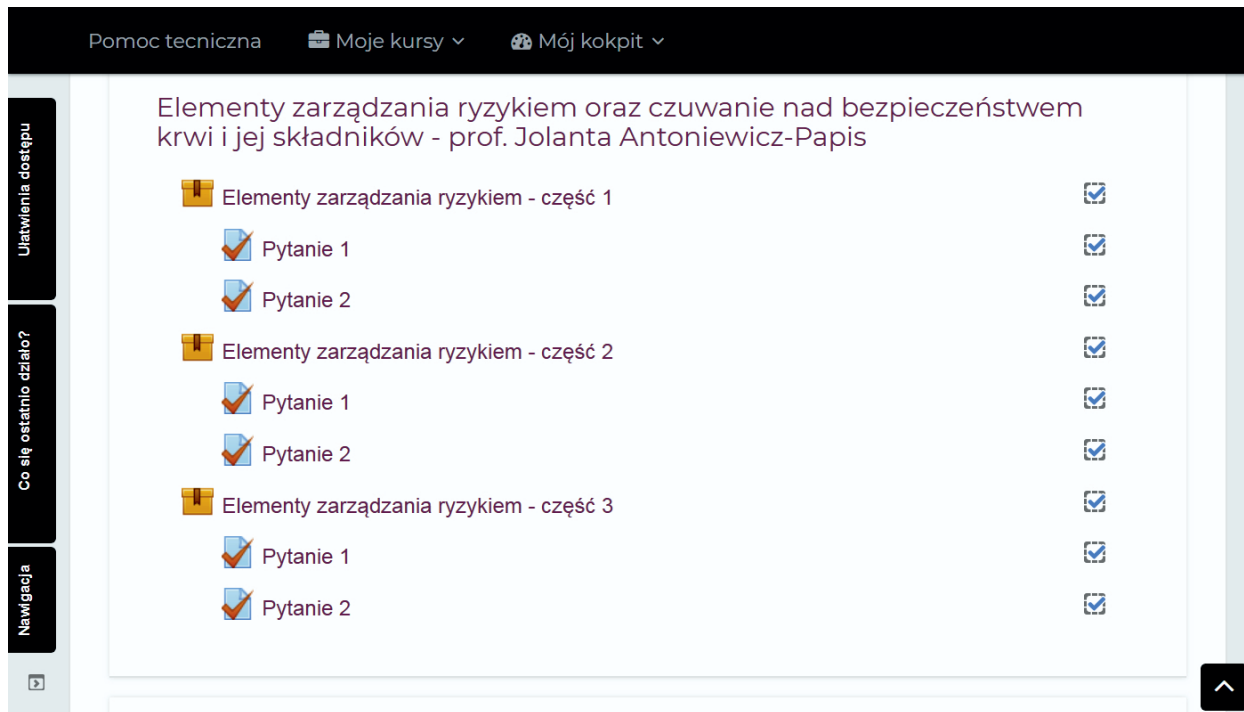 Pomoc tecniczna Moje kursy Mój kokpit
Ułatwienia dostępu
Co się ostatnio działo?
Nawigacja
Elementy zarządzania ryzykiem oraz czuwanie nad bezpieczeństwem
krwi i jej składników - prof. Jolanta Antoniewicz-Papis
Elementy zarządzania ryzykiem - część 1
Pytanie 1
Pytanie 2
Elementy zarządzania ryzykiem - część 2
Pytanie 1
Pytanie 2
Elementy zarządzania ryzykiem - część 3
Pytanie 1
Pytanie 2